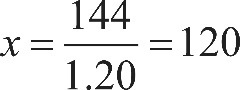 x = 144/1.20 = 120